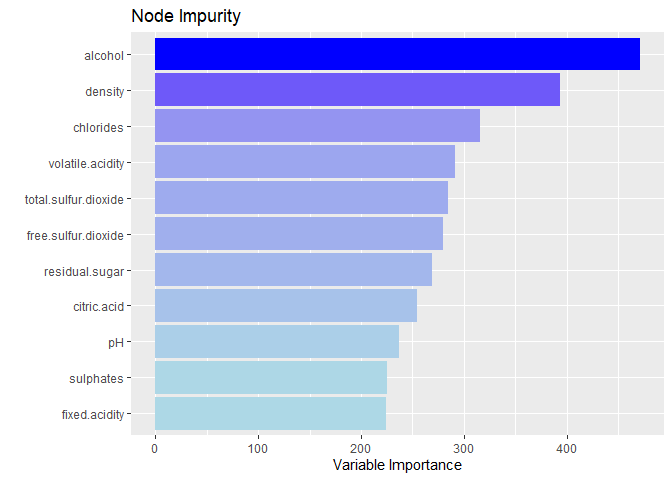 Node Impurity
alcohol
density
chlorides
volatile.acidity
total.sulfur.dioxide
free.sulfur.dioxide
residual.sugar
citric.acid
pH
sulphates
fixed.acidity
0 100 200 300 400
Variable Importance